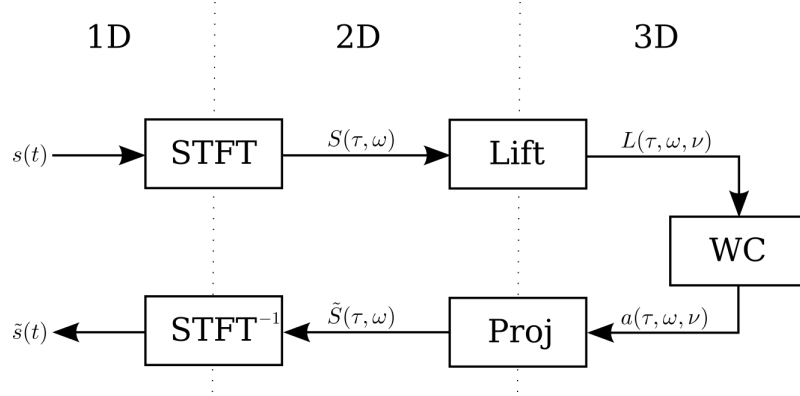 1D 2D 3D
s(t) STFT S(τ, ω) Lift L(τ, ω, ν)
WC
s̃(t) STFT⁻¹ S̃(τ, ω) Proj a(τ, ω, ν)